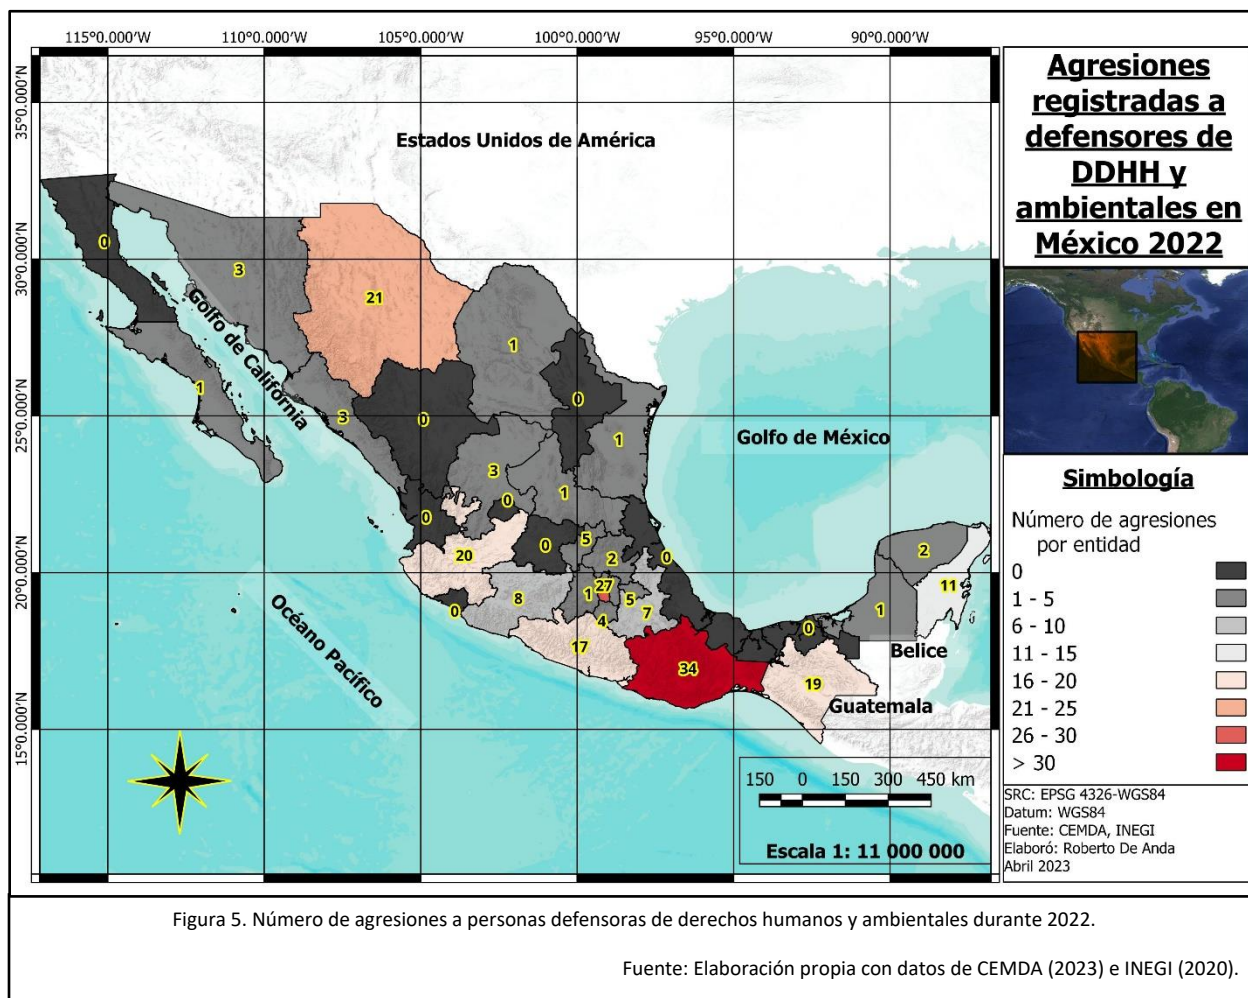 115°0.000'W 110°0.000'W 105°0.000'W 100°0.000'W 95°0.000'W 90°0.000'W
35°0.000'N
30°0.000'N
25°0.000'N
20°0.000'N
15°0.000'N
Estados Unidos de América
Golfo de California
Golfo de México
Océano Pacífico
Belice
Guatemala
0
3
21
1
1
3
0
0
1
3
1
0
0
20
0
5
2
0
2
11
1
0
8
1
27
5
7
4
17
34
0
19
150 0 150 300 450 km
Escala 1: 11 000 000
Agresiones
registradas a
defensores de
DDHH y
ambientales en
México 2022
Simbología
Número de agresiones
por entidad
0
1 - 5
6 - 10
11 - 15
16 - 20
21 - 25
26 - 30
> 30
SRC: EPSG 4326-WGS84
Datum: WGS84
Fuente: CEMDA, INEGI
Elaboró: Roberto De Anda
Abril 2023
Figura 5. Número de agresiones a personas defensoras de derechos humanos y ambientales durante 2022.
Fuente: Elaboración propia con datos de CEMDA (2023) e INEGI (2020).